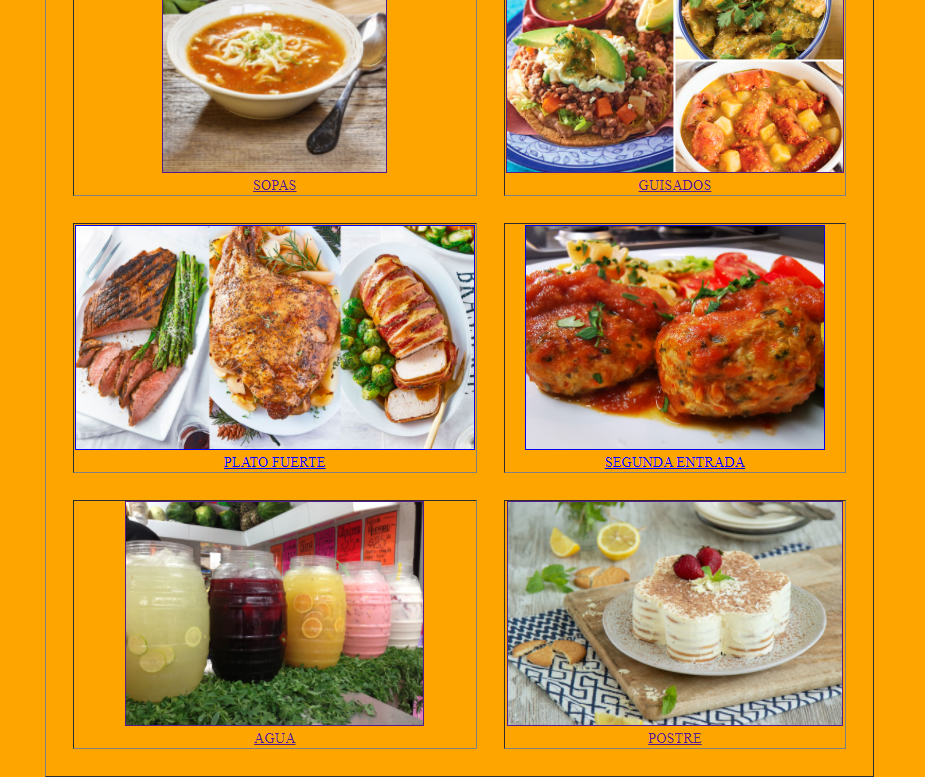 SOPAS
GUISADOS
PLATO FUERTE
SEGUNDA ENTRADA
AGUA
POSTRE